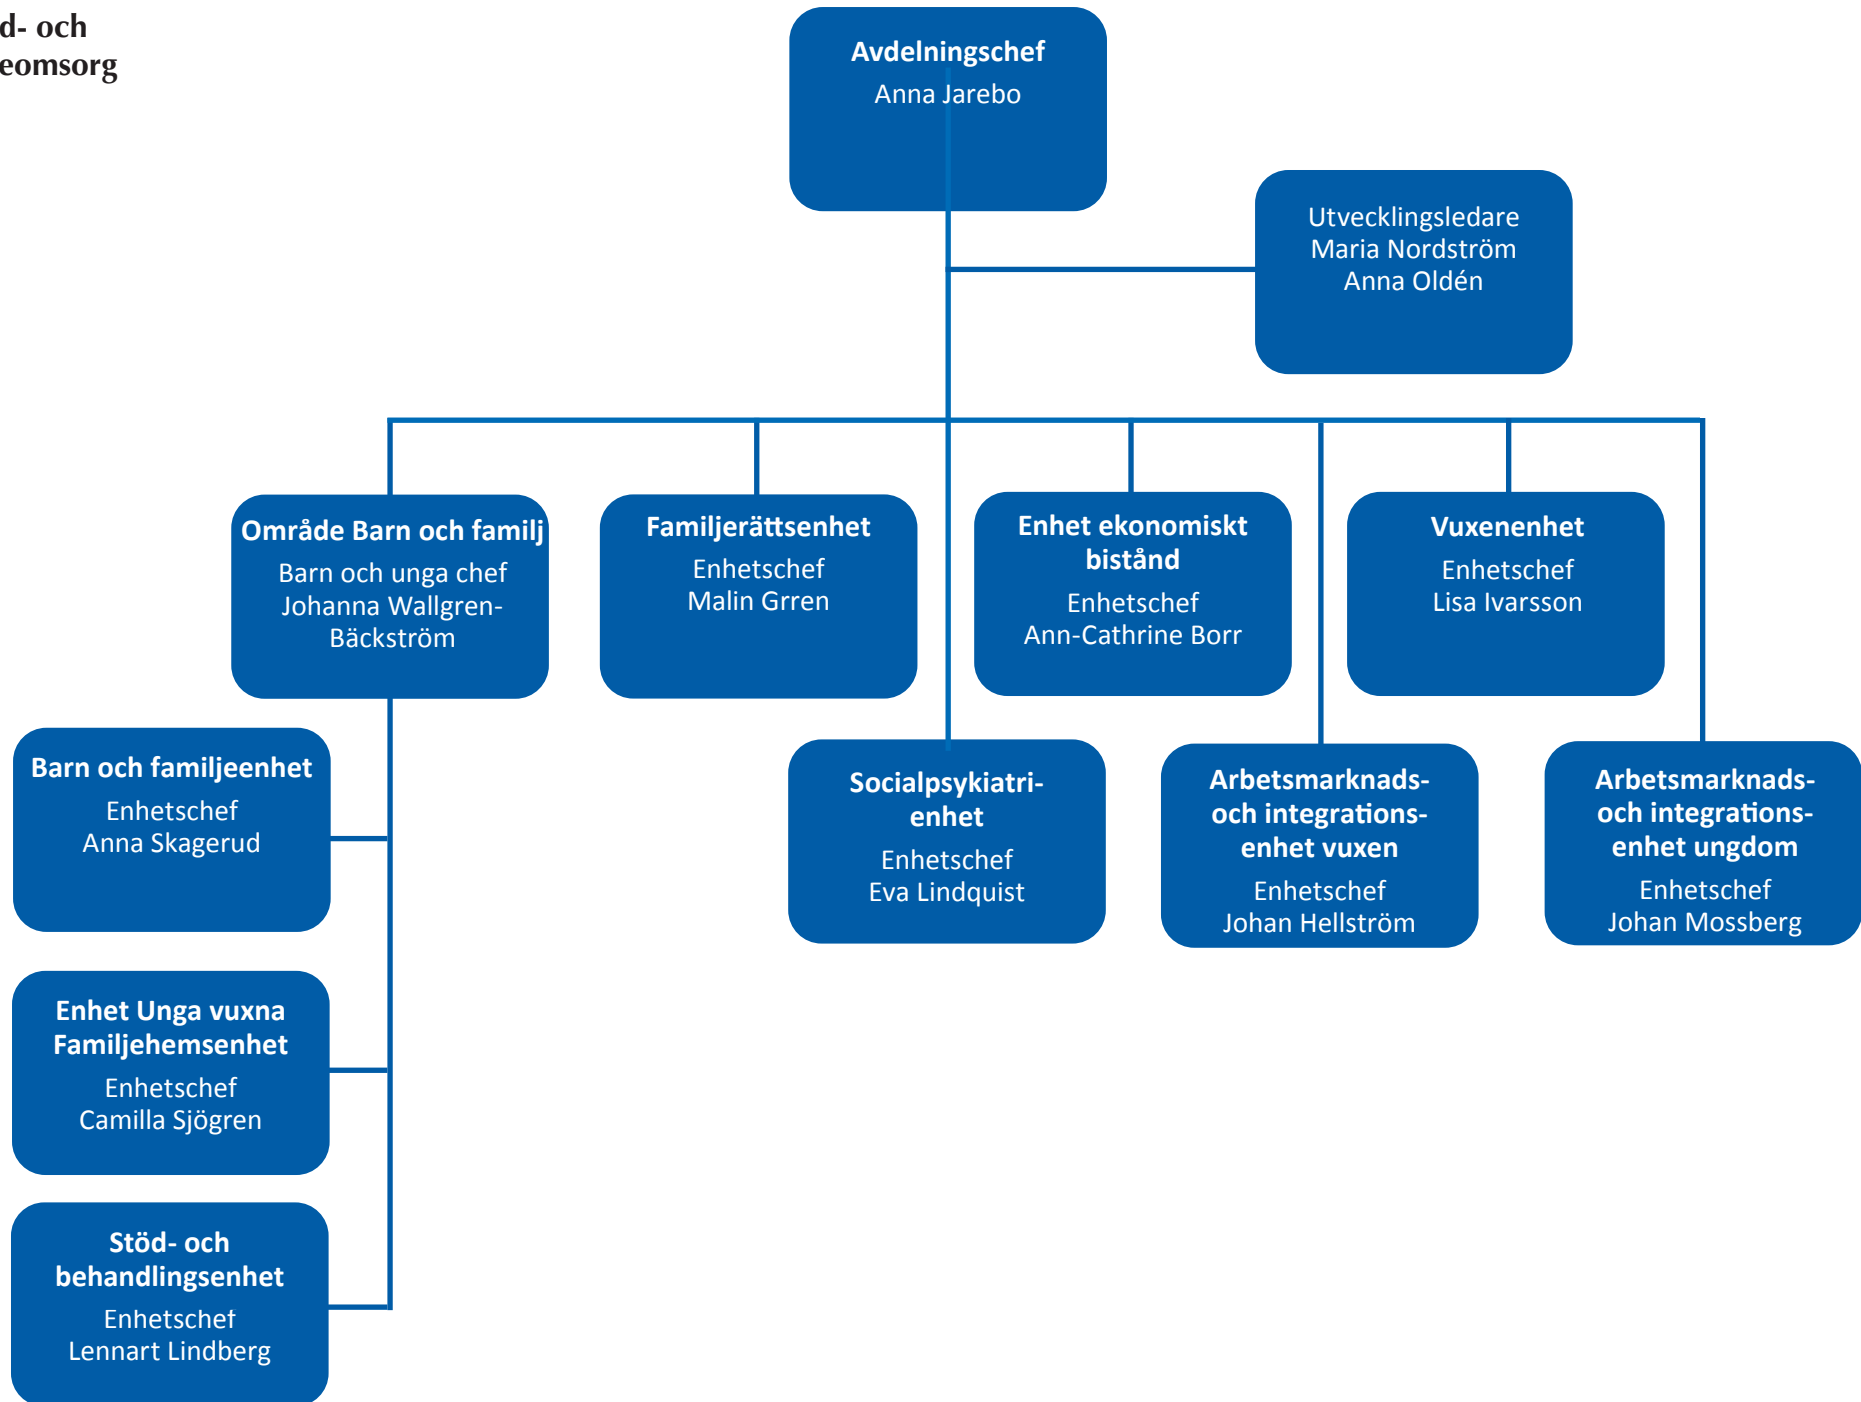 d- och
eomsorg
Avdelningschef
Anna Jarebo
Utvecklingsledare
Maria Nordström
Anna Oldén
Område Barn och familj
Barn och unga chef
Johanna Wallgren-
Bäckström
Familjerättsenhet
Enhetschef
Malin Grren
Enhet ekonomiskt
bistånd
Enhetschef
Ann-Cathrine Borr
Vuxenenhet
Enhetschef
Lisa Ivarsson
Barn och familjeenhet
Enhetschef
Anna Skagerud
Socialpsykiatri-
enhet
Enhetschef
Eva Lindquist
Arbetsmarknads-
och integrations-
enhet vuxen
Enhetschef
Johan Hellström
Arbetsmarknads-
och integrations-
enhet ungdom
Enhetschef
Johan Mossberg
Enhet Unga vuxna
Familjehemsenhet
Enhetschef
Camilla Sjögren
Stöd- och
behandlingsenhet
Enhetschef
Lennart Lindberg